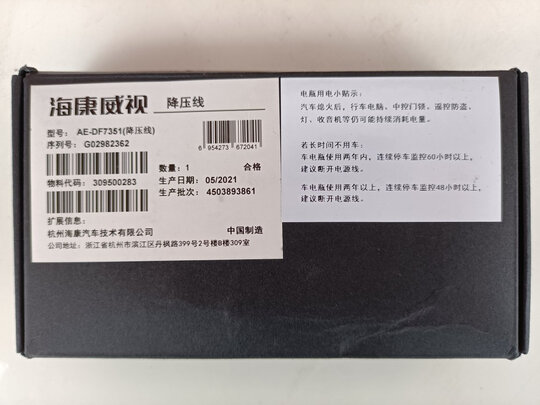 海康威视 降压线
型号: AE-DF7351(降压线)
序列号: G02982362
6 954273 672041
数量: 1 合格
物料代码: 309500283
生产日期: 05/2021
生产批次: 4503893861
扩展信息:
杭州海康汽车技术有限公司 中国制造
公司地址: 浙江省杭州市滨江区丹枫路399号2号楼B楼309室
电瓶用电小贴示:
汽车熄火后, 行车电脑、中控门锁、遥控防盗、
灯、收音机等仍可能持续消耗电量。
若长时间不用车:
车电瓶使用两年内, 连续停车监控60小时以上,
建议断开电源线。
车电瓶使用两年以上, 连续停车监控48小时以上,
建议断开电源线。